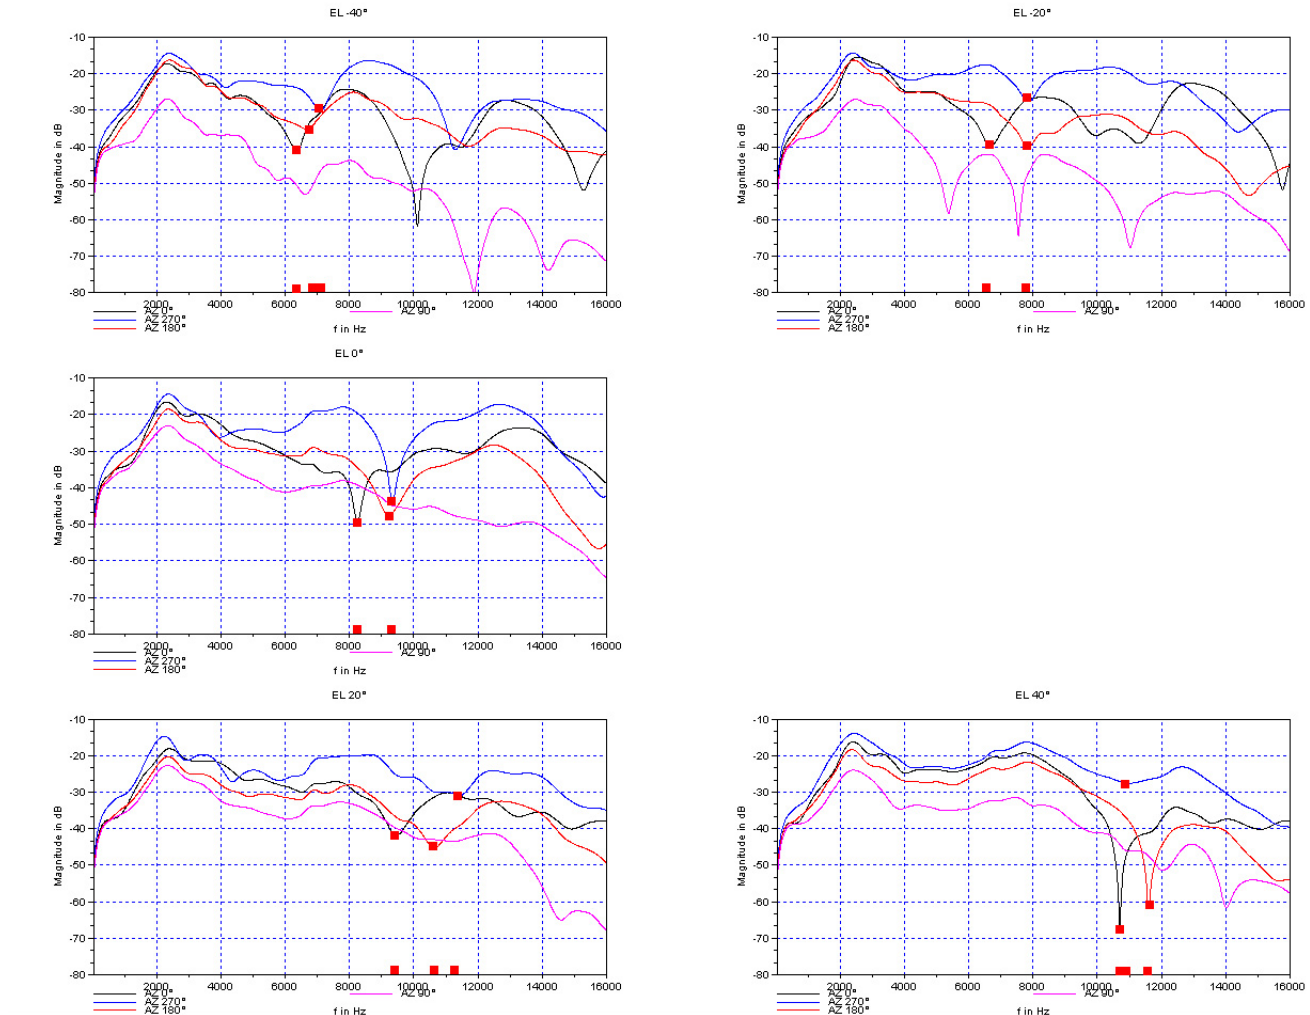 EL -40°
-10
-20
-30
-40
-50
-60
-70
-80
Magnitude in dB
2000 4000 6000 8000 10000 12000 14000 16000
AZ 0° AZ 90°
AZ 270°
AZ 180°
f in Hz
EL -20°
-10
-20
-30
-40
-50
-60
-70
-80
Magnitude in dB
2000 4000 6000 8000 10000 12000 14000 16000
AZ 0° AZ 90°
AZ 270°
AZ 180°
f in Hz
EL 0°
-10
-20
-30
-40
-50
-60
-70
-80
Magnitude in dB
2000 4000 6000 8000 10000 12000 14000 16000
AZ 0° AZ 90°
AZ 270°
AZ 180°
f in Hz
EL 20°
-10
-20
-30
-40
-50
-60
-70
-80
Magnitude in dB
2000 4000 6000 8000 10000 12000 14000 16000
AZ 0° AZ 90°
AZ 270°
AZ 180°
f in Hz
EL 40°
-10
-20
-30
-40
-50
-60
-70
-80
Magnitude in dB
2000 4000 6000 8000 10000 12000 14000 16000
AZ 0° AZ 90°
AZ 270°
AZ 180°
f in Hz